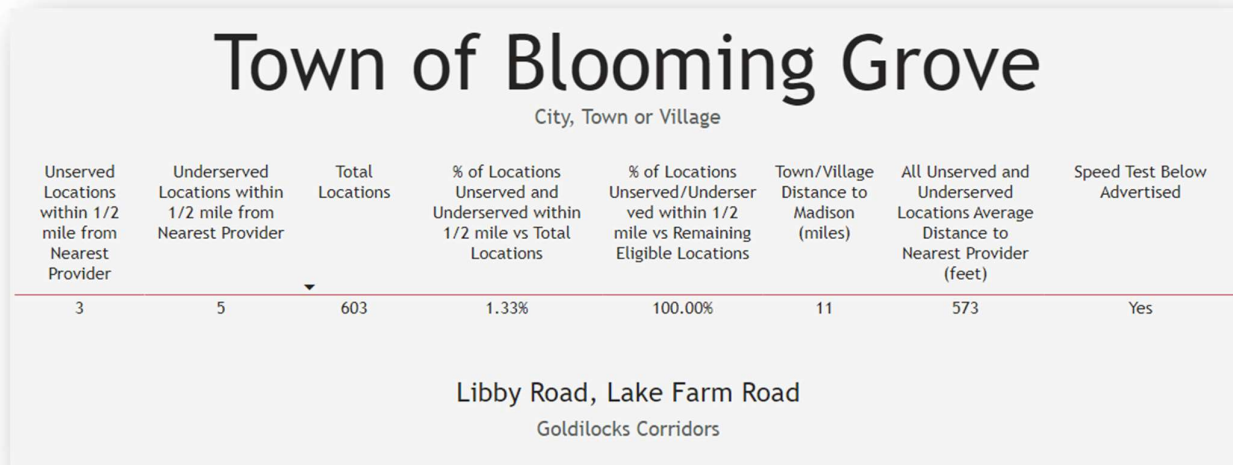 Town of Blooming Grove
City, Town or Village
Unserved Locations within 1/2 mile from Nearest Provider
Underserved Locations within 1/2 mile from Nearest Provider
Total Locations
% of Locations Unserved and Underserved within 1/2 mile vs Total Locations
% of Locations Unserved/Underserved within 1/2 mile vs Remaining Eligible Locations
Town/Village Distance to Madison (miles)
All Unserved and Underserved Locations Average Distance to Nearest Provider (feet)
Speed Test Below Advertised
3 5 603 1.33% 100.00% 11 573 Yes
Libby Road, Lake Farm Road
Goldilocks Corridors